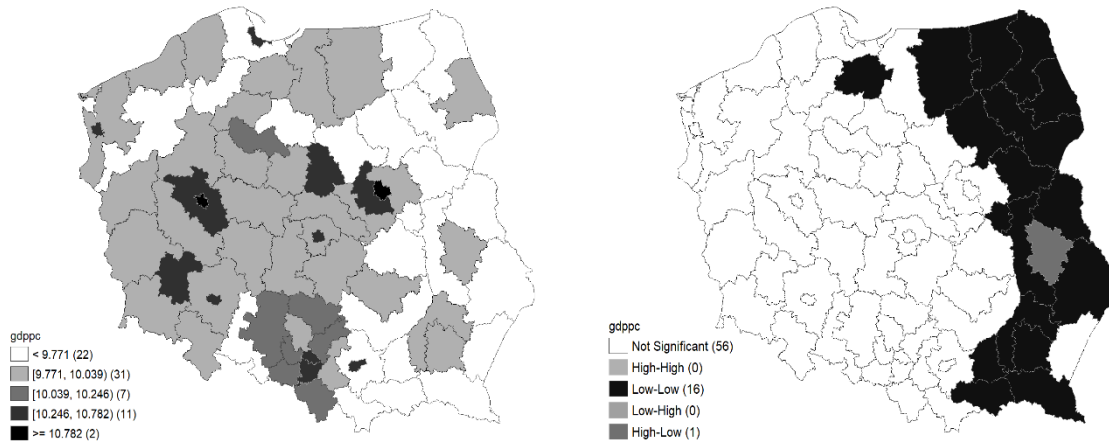 gdppc
< 9.771 (22)
[9.771, 10.039) (31)
[10.039, 10.246) (7)
[10.246, 10.782) (11)
>= 10.782 (2)
gdppc
Not Significant (56)
High-High (0)
Low-Low (16)
Low-High (0)
High-Low (1)